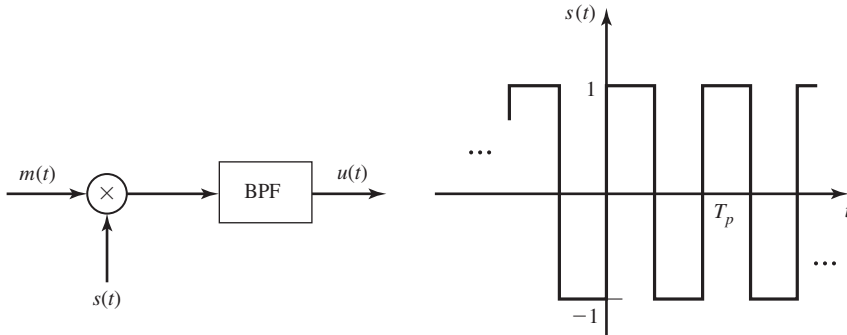 m(t)
×
s(t)
BPF
u(t)
s(t)
1
...
T_p
t
...
−1